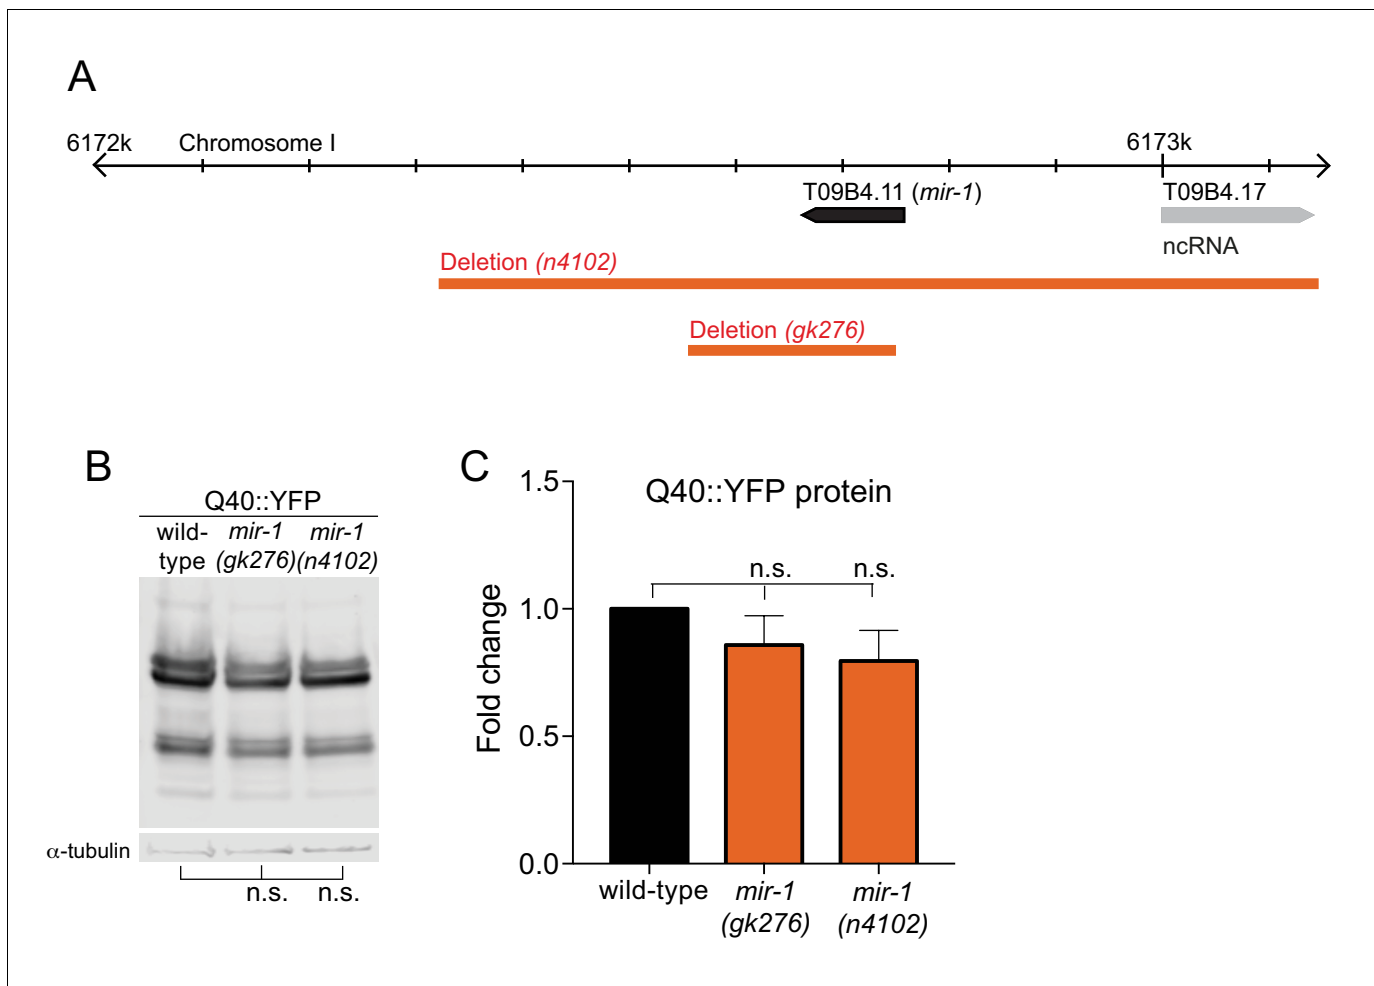 A
6172k Chromosome I 6173k
T09B4.11 (mir-1) T09B4.17
ncRNA
Deletion (n4102)
Deletion (gk276)
B
Q40::YFP
wild- mir-1 mir-1
type (gk276) (n4102)
α-tubulin
n.s. n.s.
C
Q40::YFP protein
1.5
n.s. n.s.
1.0
Fold change
0.5
0.0
wild-type mir-1 mir-1
(gk276) (n4102)